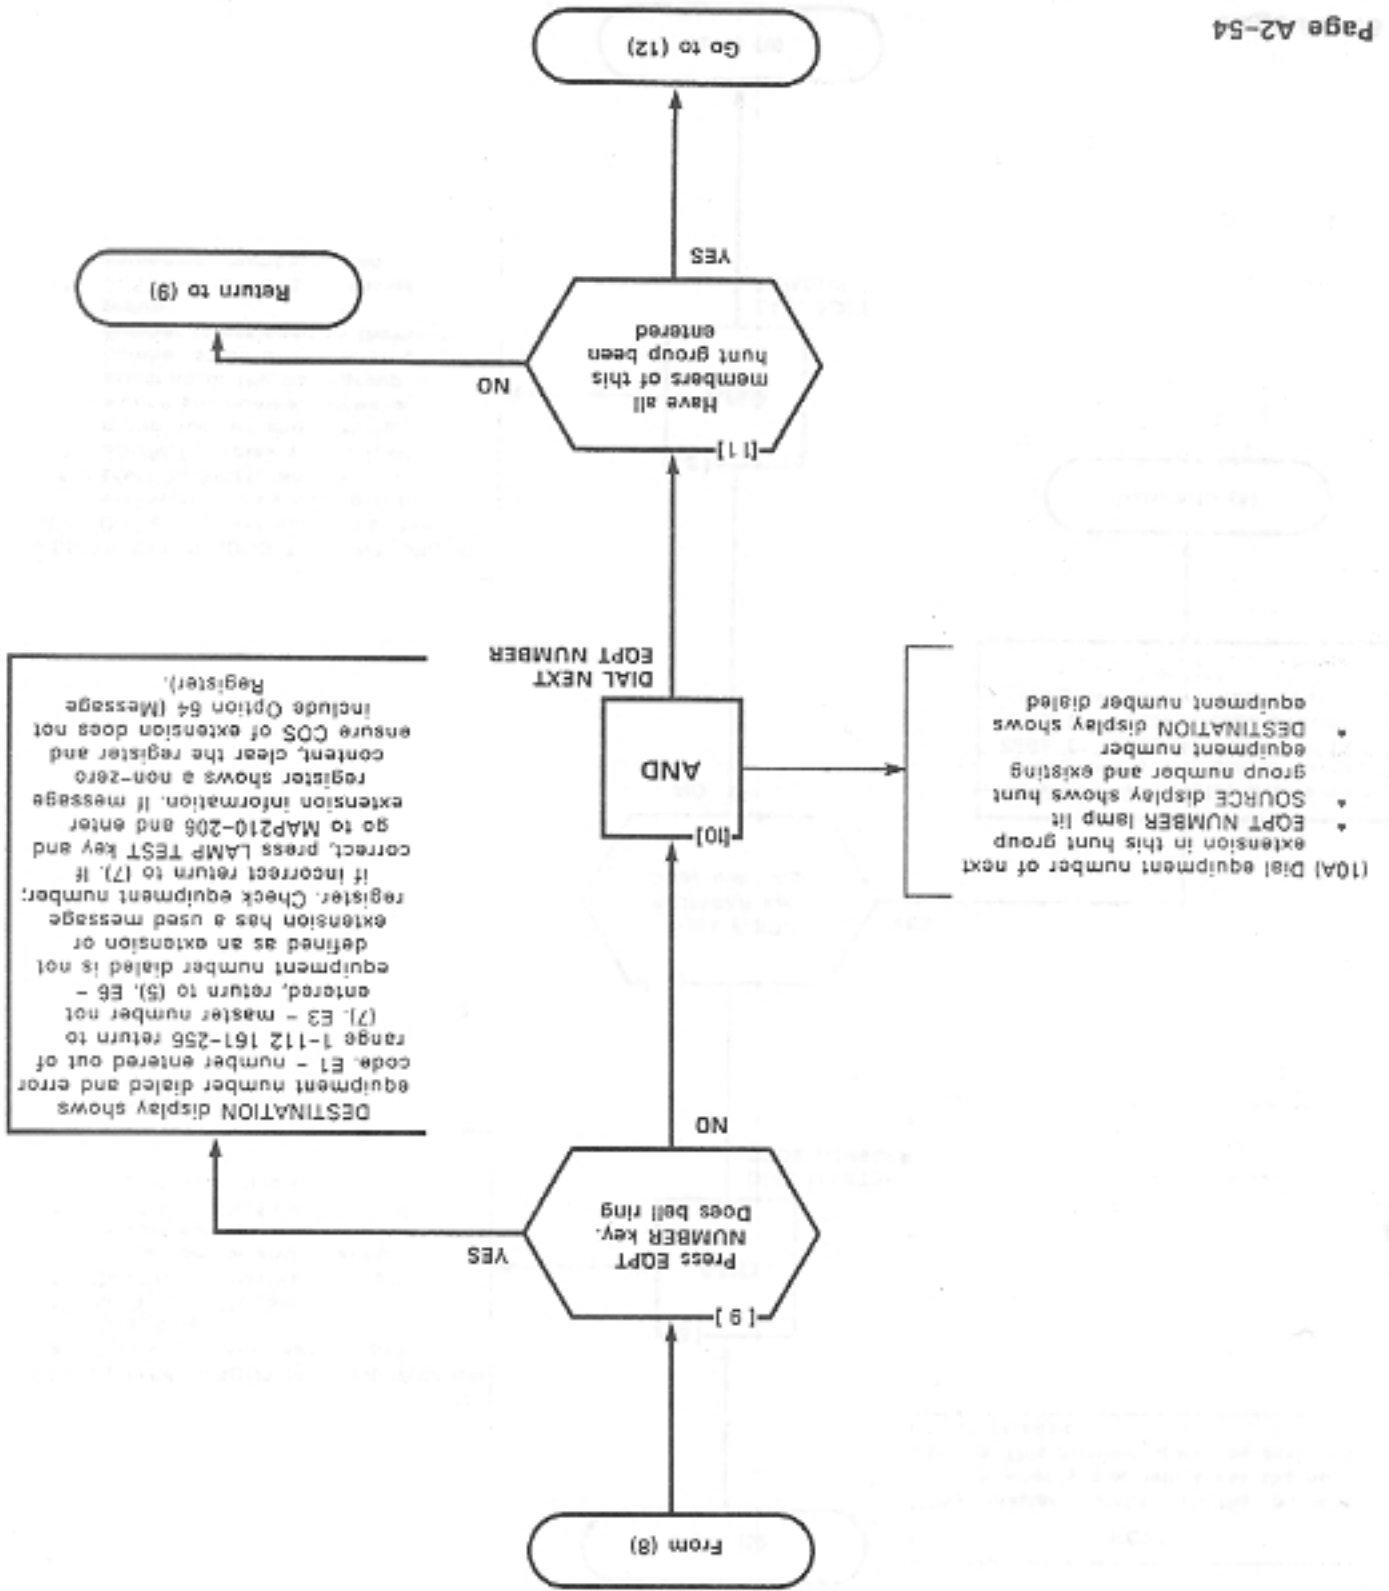 From (8)
[9]
Press EQPT
NUMBER key.
Does bell ring
YES
NO
DESTINATION display shows
equipment number dialed and error
code. E1 - number entered out of
range 1-112 161-256 return to
(7). E3 - master number not
entered, return to (5). E6 -
equipment number dialed is not
defined as an extension or
extension has a used message
register. Check equipment number;
if incorrect return to (7). If
correct, press LAMP TEST key and
go to MAP210-206 and enter
extension information. If message
register shows a non-zero
content, clear the register and
ensure COS of extension does not
include Option 64 (Message
Register).
[10]
AND
(10A) Dial equipment number of next
extension in this hunt group
* EQPT NUMBER lamp lit
* SOURCE display shows hunt
group number and existing
equipment number
* DESTINATION display shows
equipment number dialed
DIAL NEXT
EQPT NUMBER
[11]
Have all
members of this
hunt group been
entered
NO
Return to (9)
YES
Go to (12)
Page A2-54